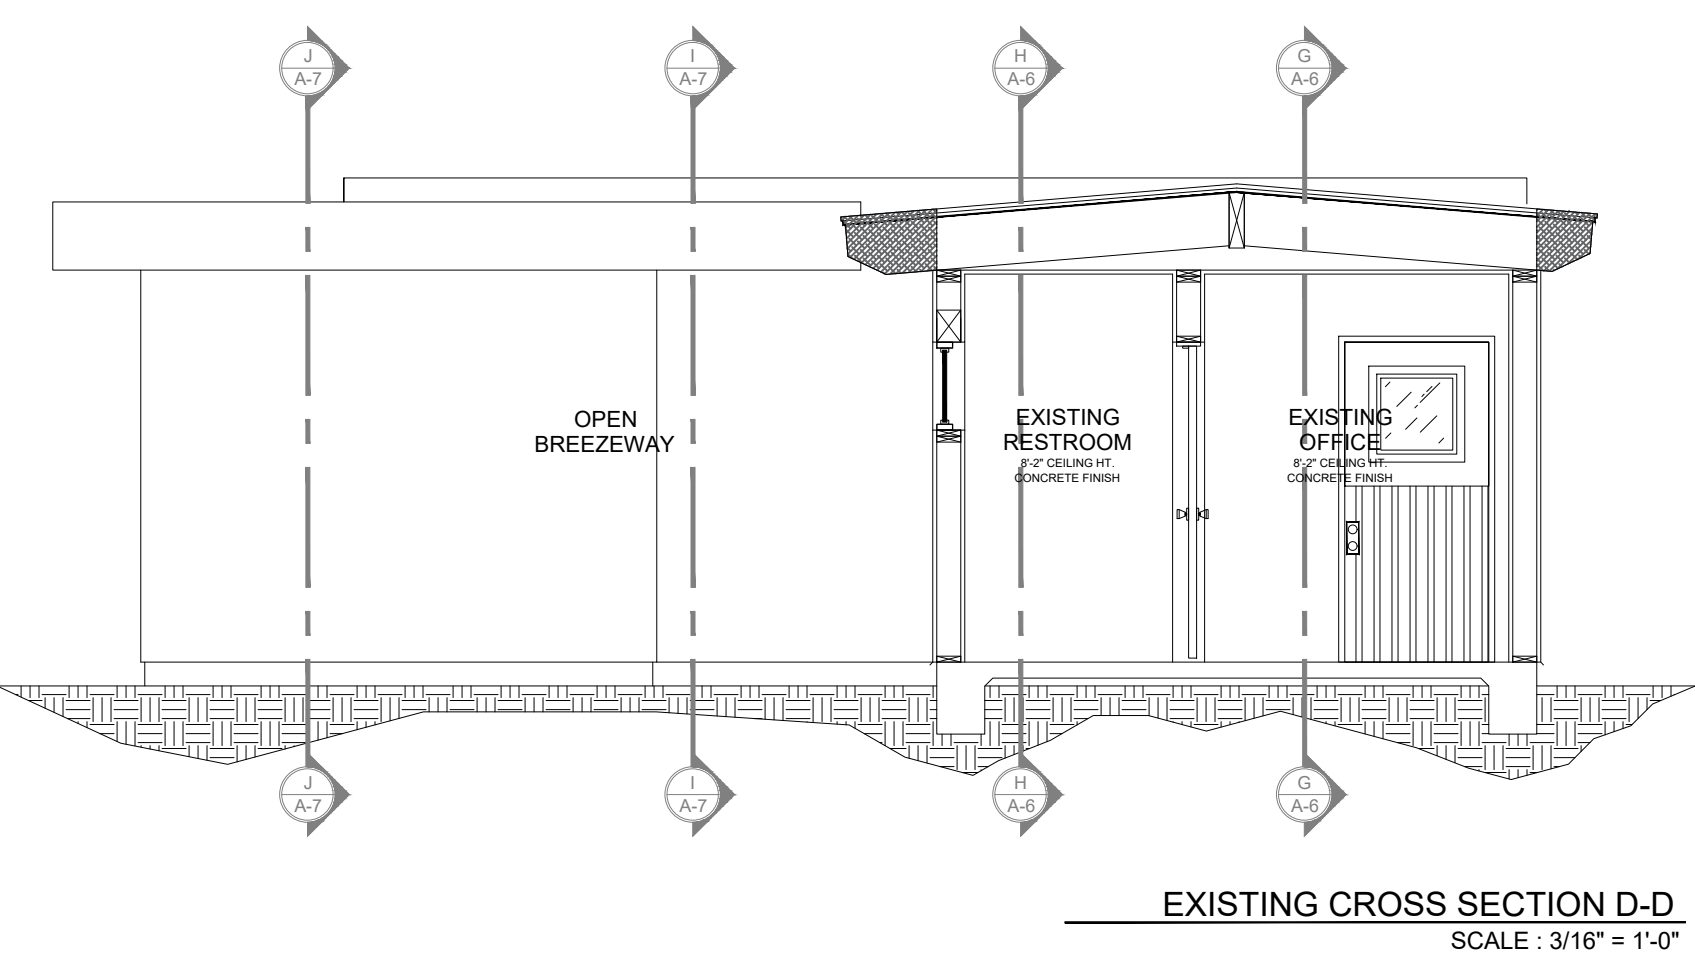 J
A-7
I
A-7
H
A-6
G
A-6
OPEN
BREEZEWAY
EXISTING
RESTROOM
8'-2" CEILING HT.
CONCRETE FINISH
EXISTING
OFFICE
8'-2" CEILING HT.
CONCRETE FINISH
J
A-7
I
A-7
H
A-6
G
A-6
EXISTING CROSS SECTION D-D
SCALE : 3/16" = 1'-0"